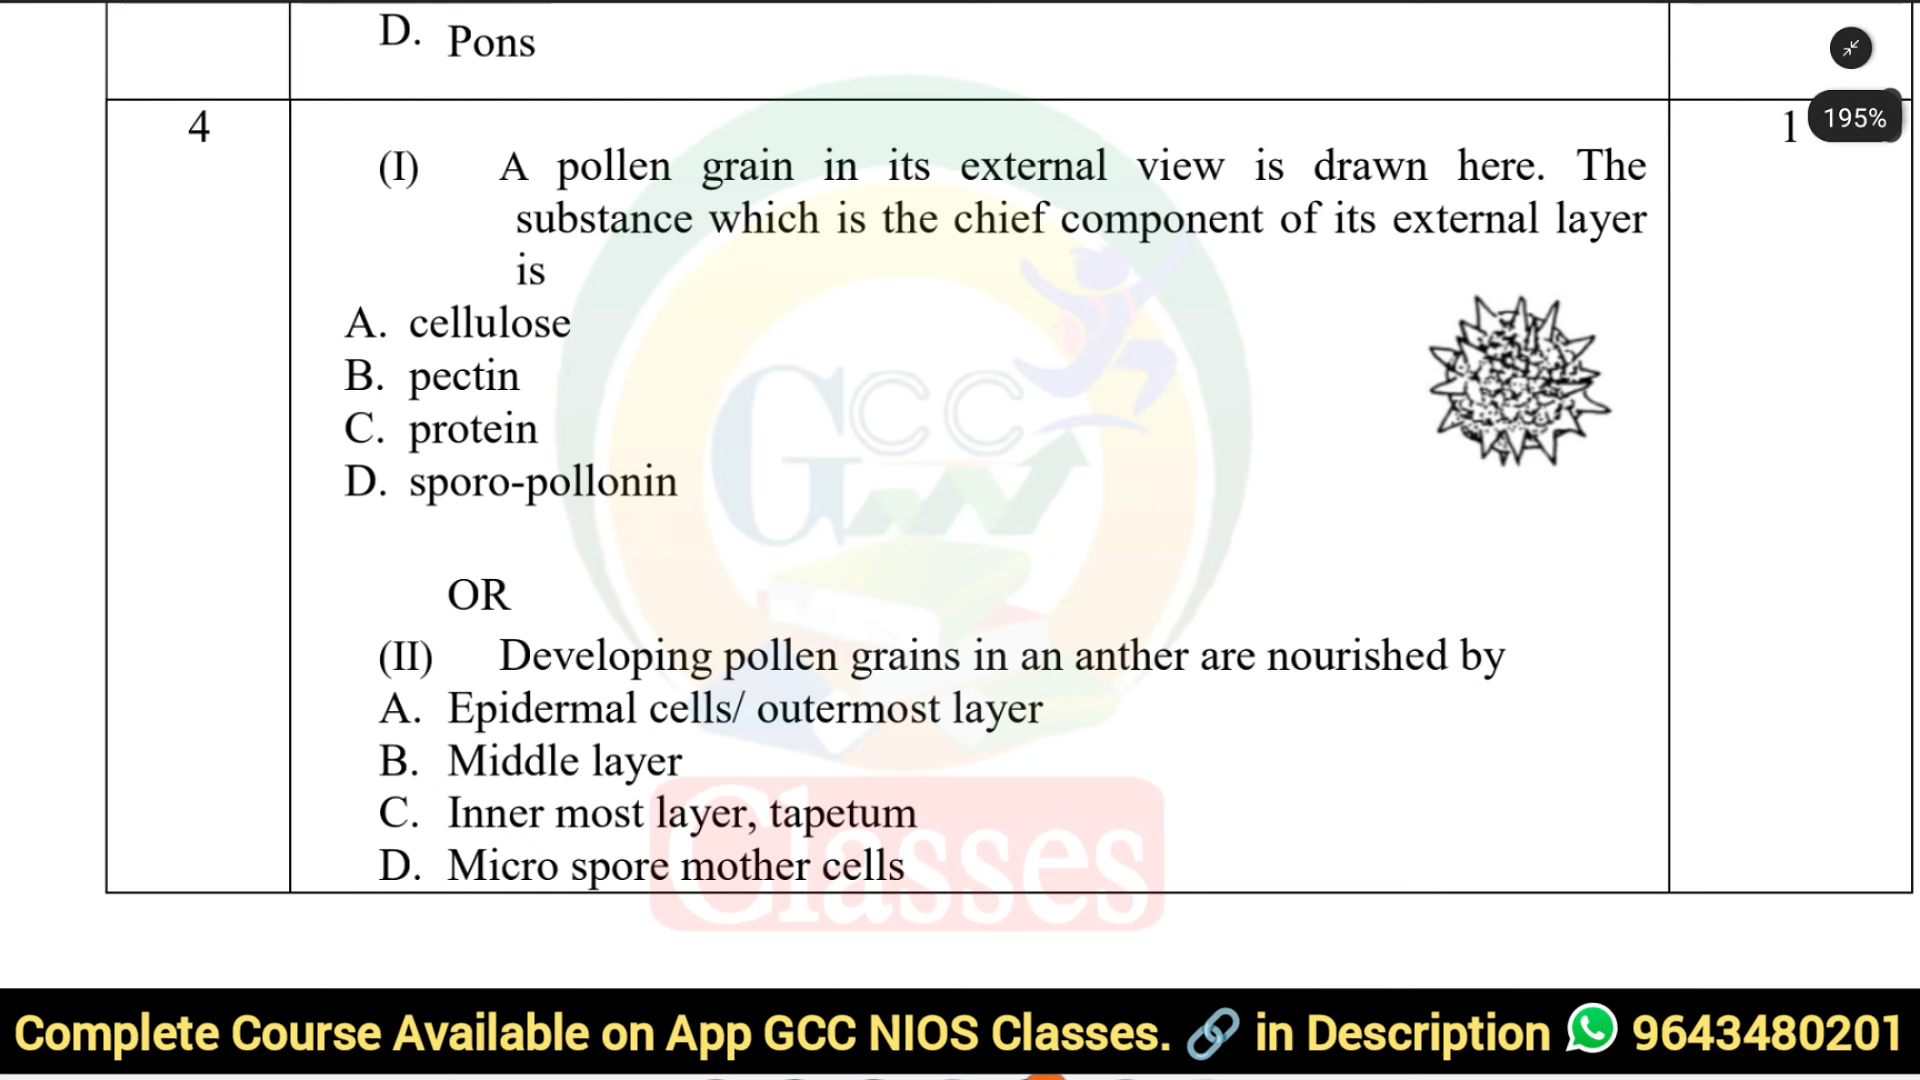 D. Pons
195%
4
1
(I) A pollen grain in its external view is drawn here. The
substance which is the chief component of its external layer
is
A. cellulose
B. pectin
C. protein
D. sporo-pollonin
GCC
OR
(II) Developing pollen grains in an anther are nourished by
A. Epidermal cells/ outermost layer
B. Middle layer
C. Inner most layer, tapetum
D. Micro spore mother cells
Classes
Complete Course Available on App GCC NIOS Classes. 🔗 in Description 9643480201